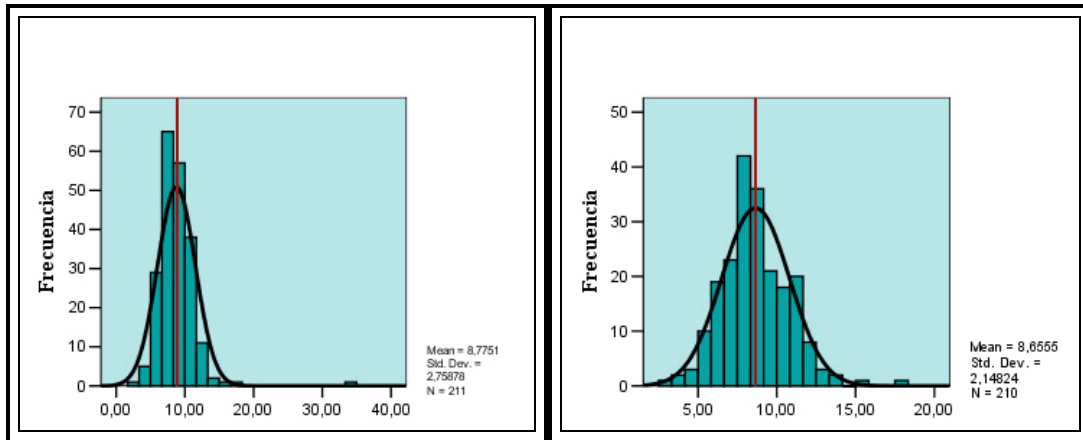 Frecuencia
70
60
50
40
30
20
10
0
0,00 10,00 20,00 30,00 40,00
Mean = 8,7751
Std. Dev. =
2,75878
N = 211
Frecuencia
50
40
30
20
10
0
5,00 10,00 15,00 20,00
Mean = 8,6555
Std. Dev. =
2,14824
N = 210